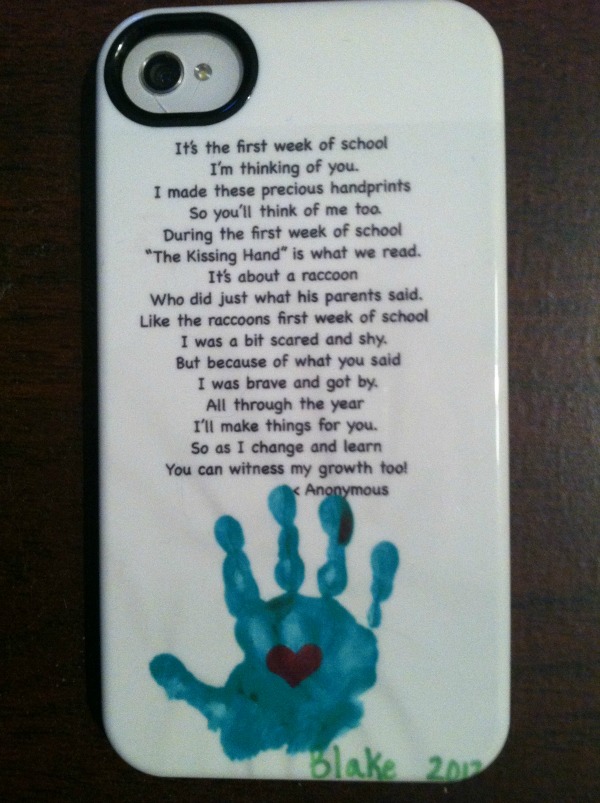 It's the first week of school
I'm thinking of you.
I made these precious handprints
So you'll think of me too.
During the first week of school
"The Kissing Hand" is what we read.
It's about a raccoon
Who did just what his parents said.
Like the raccoons first week of school
I was a bit scared and shy.
But because of what you said
I was brave and got by.
All through the year
I'll make things for you.
So as I change and learn
You can witness my growth too!
Anonymous
Blake